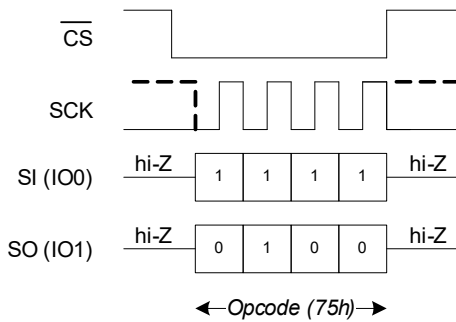 CS
SCK
hi-Z hi-Z
SI (IO0) 1 1 1 1
hi-Z hi-Z
SO (IO1) 0 1 0 0
Opcode (75h)